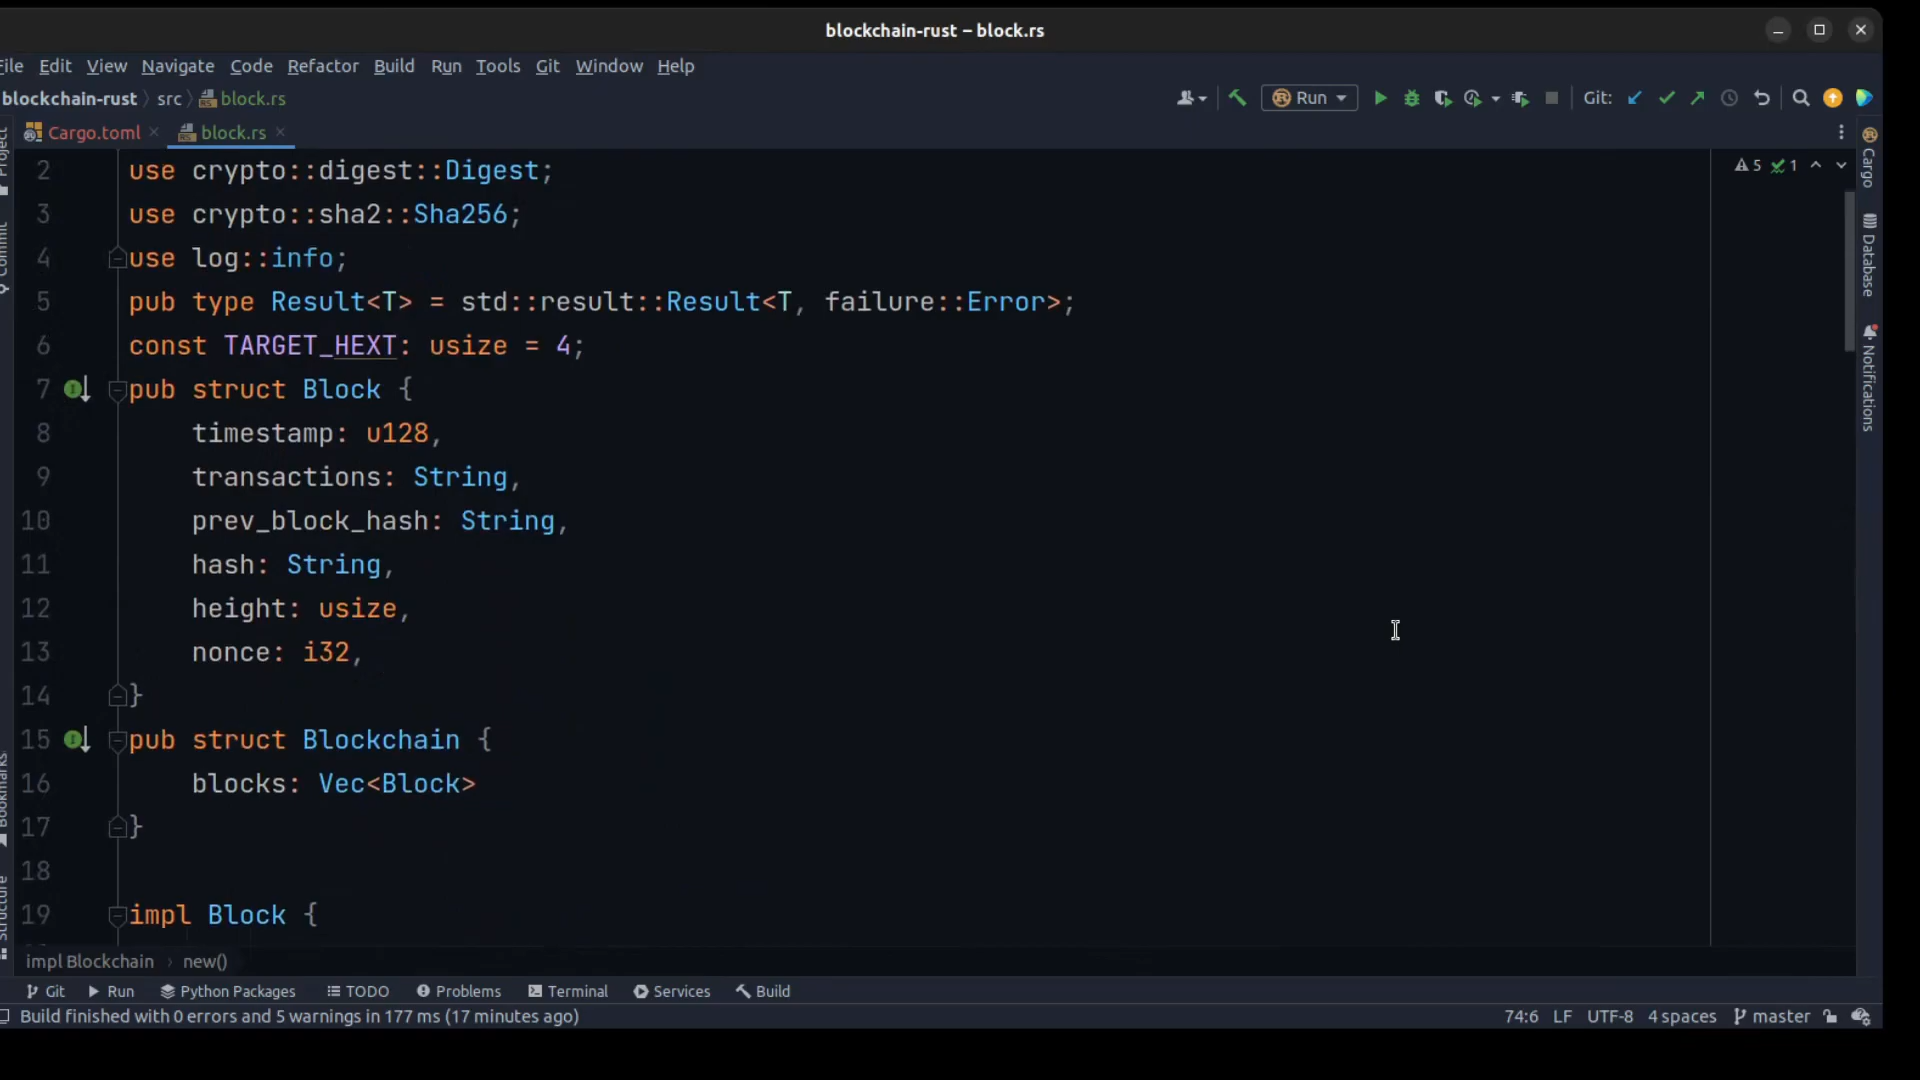 blockchain-rust – block.rs
File Edit View Navigate Code Refactor Build Run Tools Git Window Help
blockchain-rust src block.rs Run Git:
Cargo.toml block.rs
5 1
2 use crypto::digest::Digest;
3 use crypto::sha2::Sha256;
4 use log::info;
5 pub type Result<T> = std::result::Result<T, failure::Error>;
6 const TARGET_HEXT: usize = 4;
7 pub struct Block {
8 timestamp: u128,
9 transactions: String,
10 prev_block_hash: String,
11 hash: String,
12 height: usize,
13 nonce: i32,
14 }
15 pub struct Blockchain {
16 blocks: Vec<Block>
17 }
18
19 impl Block {
Project
Commit
Bookmarks
Structure
Cargo
Database
Notifications
impl Blockchain › new()
Git Run Python Packages TODO Problems Terminal Services Build
Build finished with 0 errors and 5 warnings in 177 ms (17 minutes ago) 74:6 LF UTF-8 4 spaces master